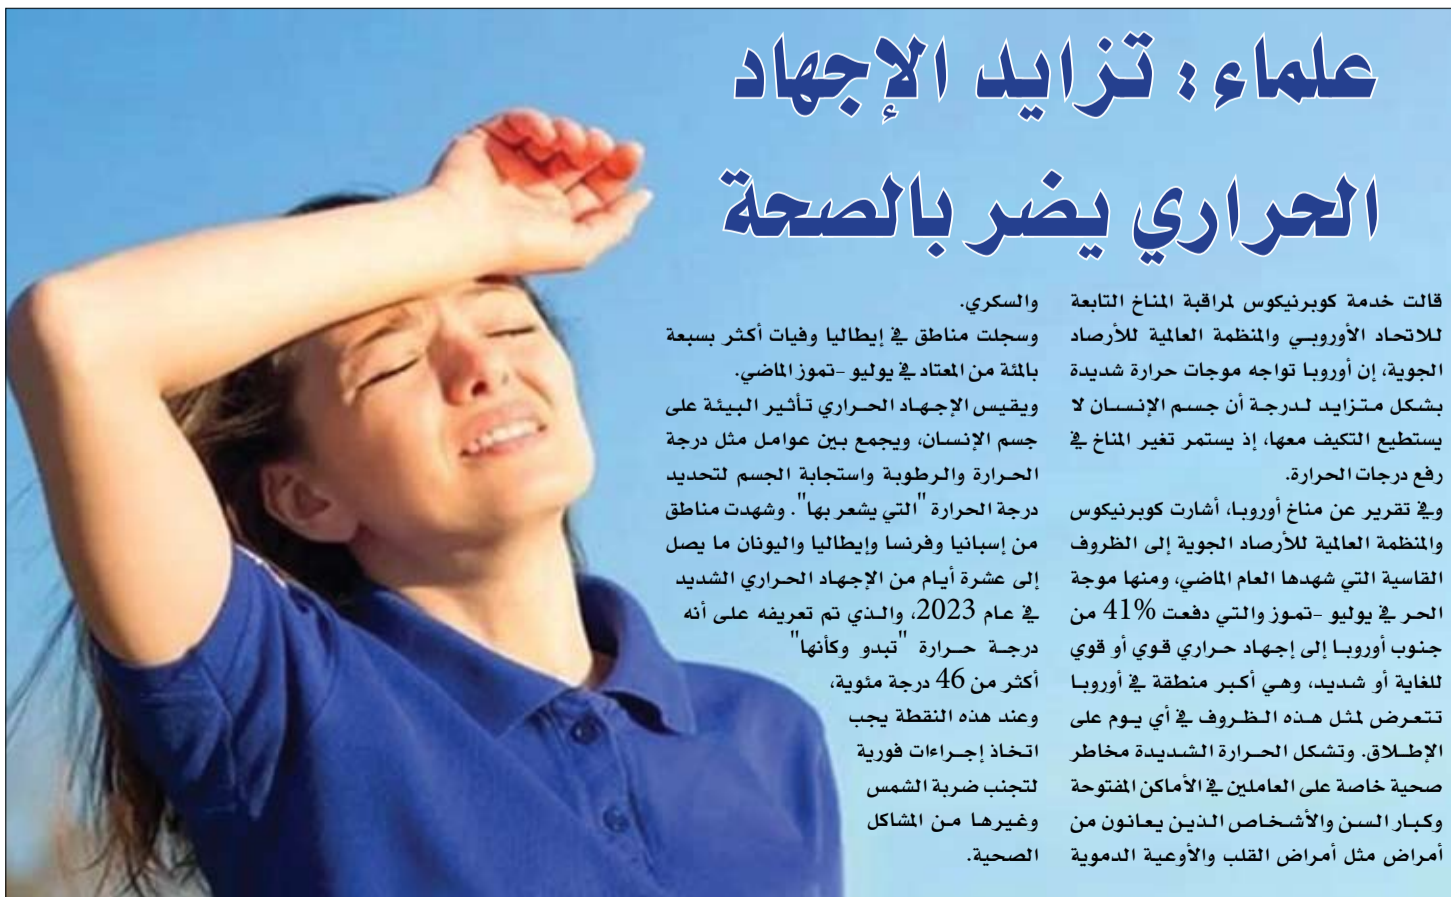 علماء : تزايد الإجهاد
الحراري يضر بالصحة
قالت خدمة كوبرنيكوس لمراقبة المناخ التابعة
للاتحاد الأوروبي والمنظمة العالمية للأرصاد
الجوية، إن أوروبا تواجه موجات حرارة شديدة
بشكل متزايد لدرجة أن جسم الإنسان لا
يستطيع التكيف معها، إذ يستمر تغير المناخ في
رفع درجات الحرارة.
وفي تقرير عن مناخ أوروبا، أشارت كوبرنيكوس
والمنظمة العالمية للأرصاد الجوية إلى الظروف
القاسية التي شهدها العام الماضي، ومنها موجة
الحر في يوليو -تموز والتي دفعت 41% من
جنوب أوروبا إلى إجهاد حراري قوي أو قوي
للغاية أو شديد، وهي أكبر منطقة في أوروبا
تتعرض لمثل هذه الظروف في أي يوم على
الإطلاق. وتشكل الحرارة الشديدة مخاطر
صحية خاصة على العاملين في الأماكن المفتوحة
وكبار السن والأشخاص الذين يعانون من
أمراض مثل أمراض القلب والأوعية الدموية
والسكري.
وسجلت مناطق في إيطاليا وفيات أكثر بسبعة
بالمئة من المعتاد في يوليو -تموز الماضي.
ويقيس الإجهاد الحراري تأثير البيئة على
جسم الإنسان، ويجمع بين عوامل مثل درجة
الحرارة والرطوبة واستجابة الجسم لتحديد
درجة الحرارة "التي يشعر بها". وشهدت مناطق
من إسبانيا وفرنسا وإيطاليا واليونان ما يصل
إلى عشرة أيام من الإجهاد الحراري الشديد
في عام 2023، والذي تم تعريفه على أنه
درجة حرارة "تبدو وكأنها"
أكثر من 46 درجة مئوية،
وعند هذه النقطة يجب
اتخاذ إجراءات فورية
لتجنب ضربة الشمس
وغيرها من المشاكل
الصحية.